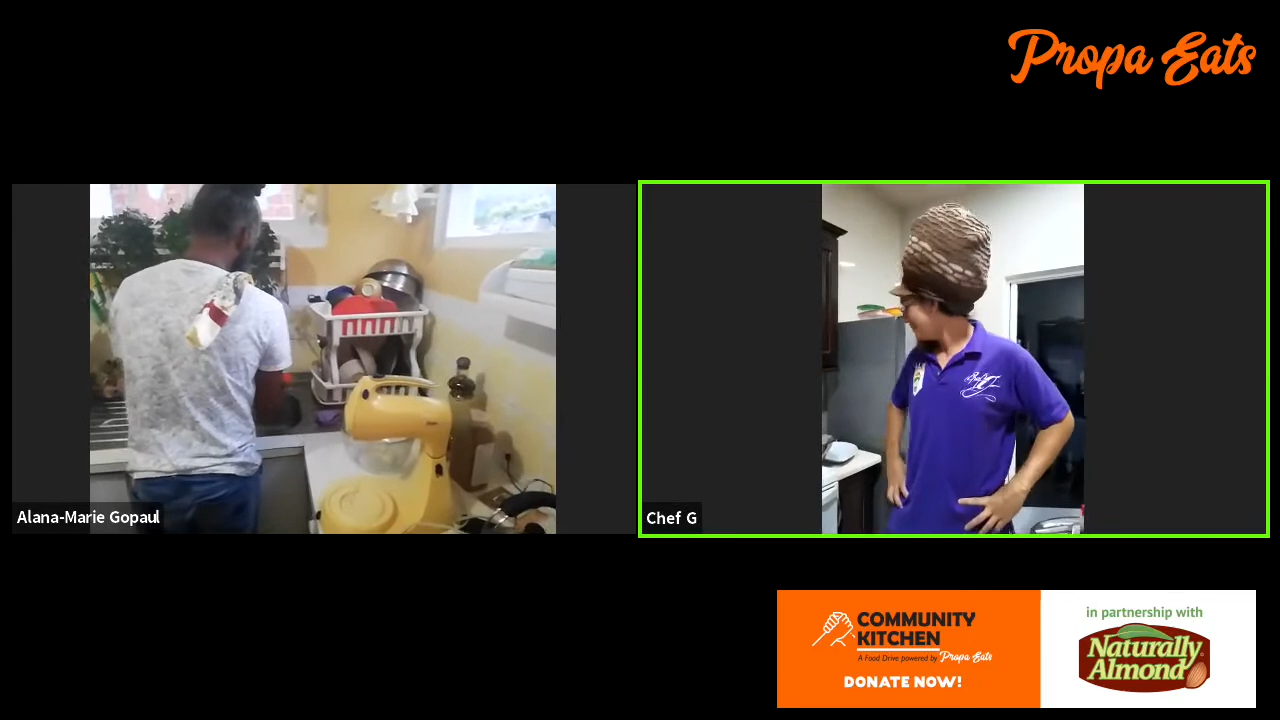 Propa Eats
Alana-Marie Gopaul
Chef G
COMMUNITY
KITCHEN
A Food Drive powered by Propa Eats
DONATE NOW!
in partnership with
Naturally
Almond